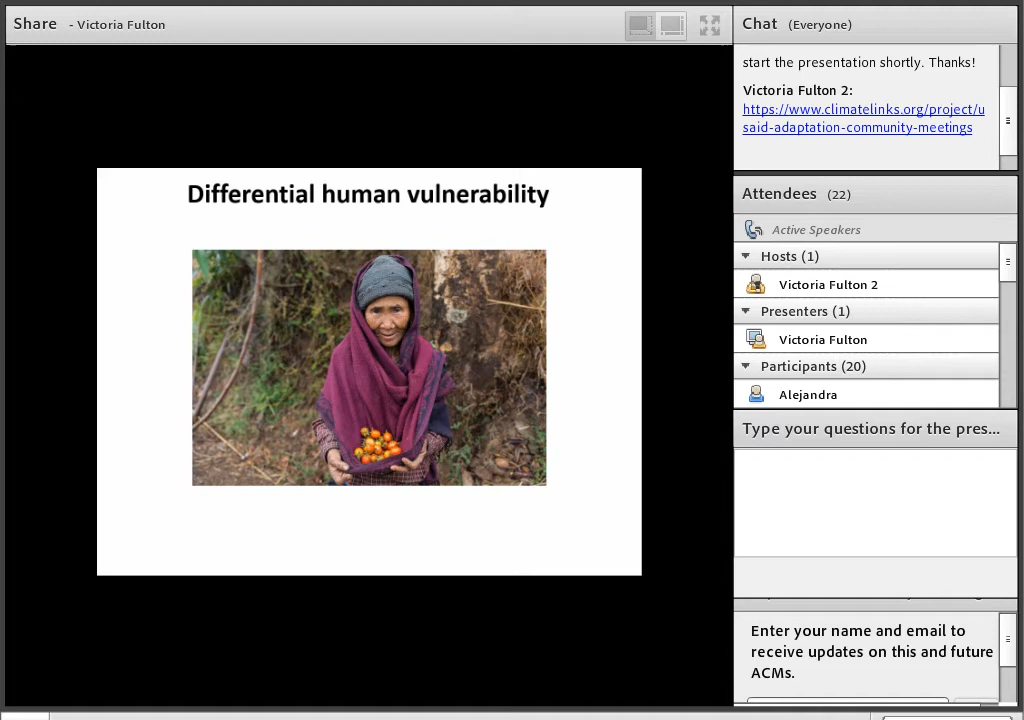 Share - Victoria Fulton
Differential human vulnerability
Chat (Everyone)
start the presentation shortly. Thanks!
Victoria Fulton 2:
https://www.climatelinks.org/project/u
said-adaptation-community-meetings
Attendees (22)
Active Speakers
Hosts (1)
Victoria Fulton 2
Presenters (1)
Victoria Fulton
Participants (20)
Alejandra
Type your questions for the pres...
Enter your name and email to
receive updates on this and future
ACMs.